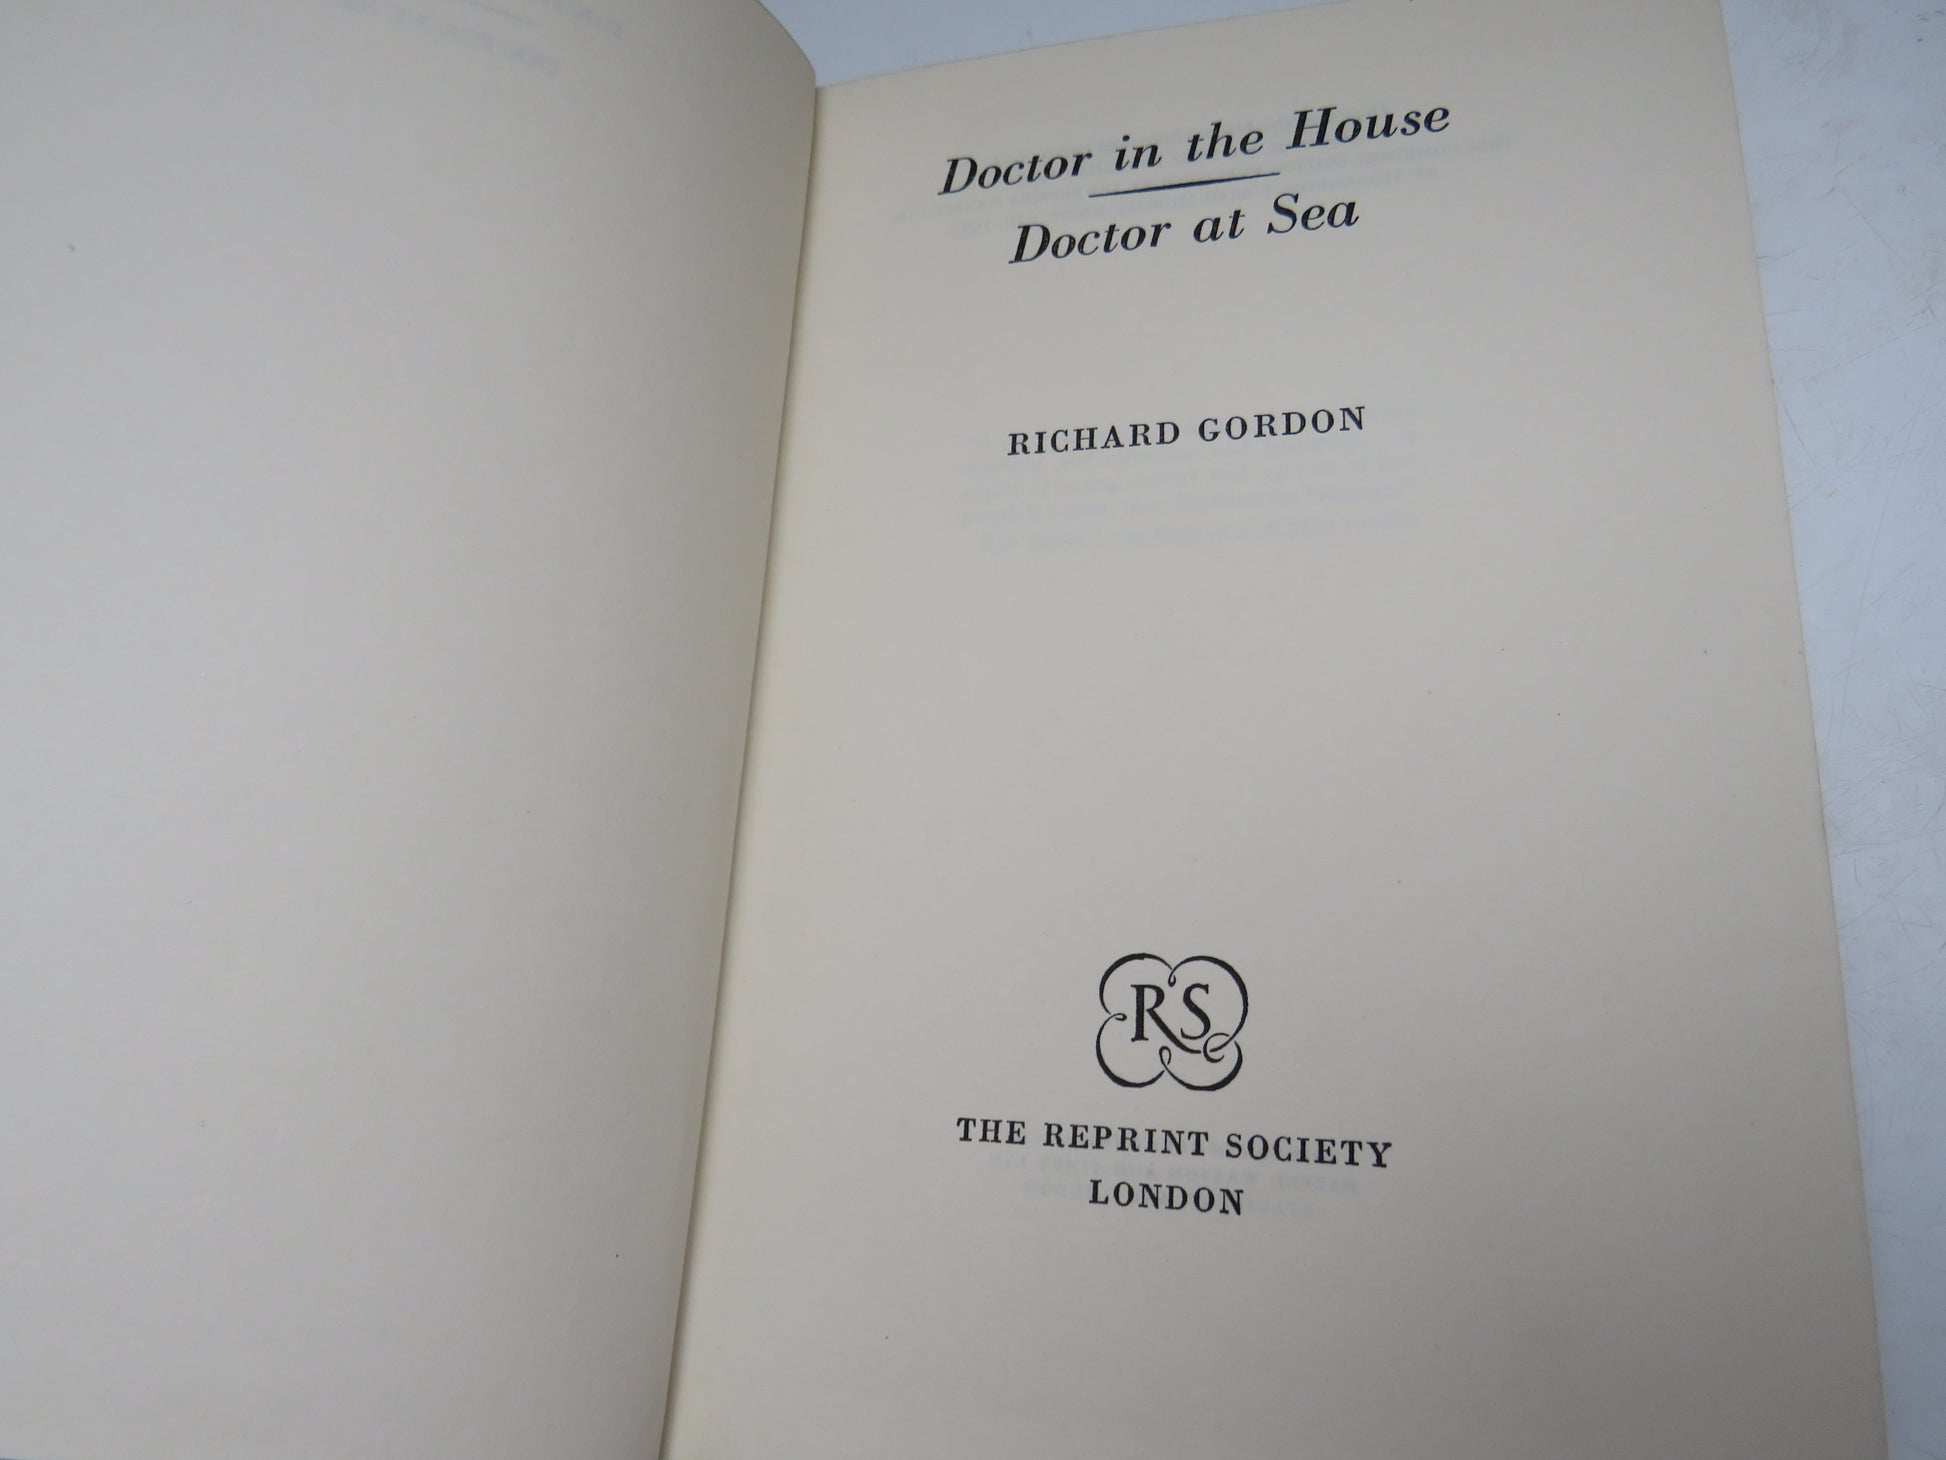 Doctor in the House
Doctor at Sea
RICHARD GORDON
RS
THE REPRINT SOCIETY
LONDON